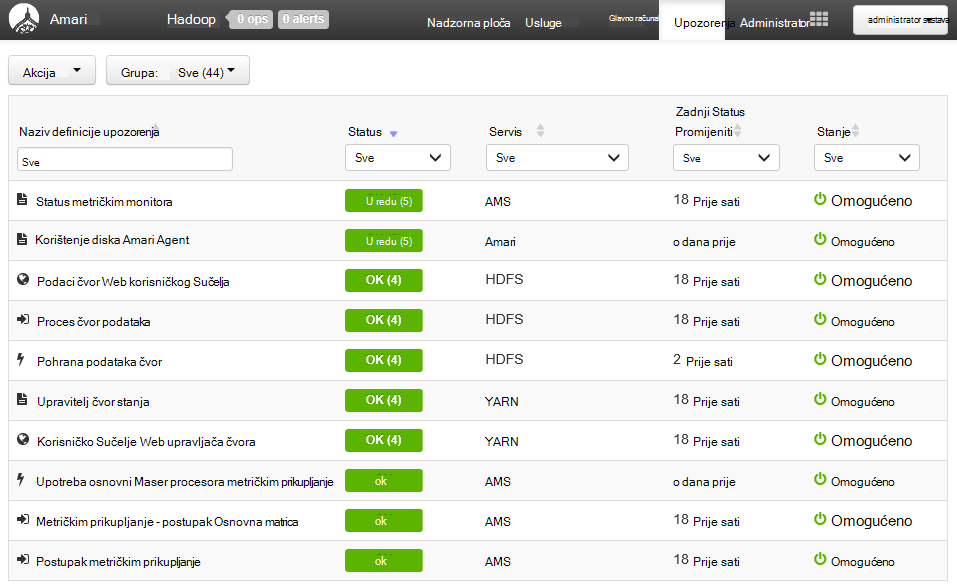 Amari Hadoop 0 ops 0 alerts Nadzorna ploča Usluge Glavno računal Upozorenja Administrator administrator sustava
Akcija Grupa: Sve (44)
Zadnji Status
Naziv definicije upozorenja Status Servis Promijeniti Stanje
Sve Sve Sve Sve Sve
Status metričkim monitora U redu (5) AMS 18 Prije sati Omogućeno
Korištenje diska Amari Agent U redu (5) Amari o dana prije Omogućeno
Podaci čvor Web korisničkog Sučelja OK (4) HDFS 18 Prije sati Omogućeno
Proces čvor podataka OK (4) HDFS 18 Prije sati Omogućeno
Pohrana podataka čvor OK (4) HDFS 2 Prije sati Omogućeno
Upravitelj čvor stanja OK (4) YARN 18 Prije sati Omogućeno
Korisničko Sučelje Web upravljača čvora OK (4) YARN 18 Prije sati Omogućeno
Upotreba osnovni Maser procesora metričkim prikupljanje ok AMS o dana prije Omogućeno
Metričkim prikupljanje - postupak Osnovna matrica ok AMS 18 Prije sati Omogućeno
Postupak metričkim prikupljanje ok AMS 18 Prije sati Omogućeno